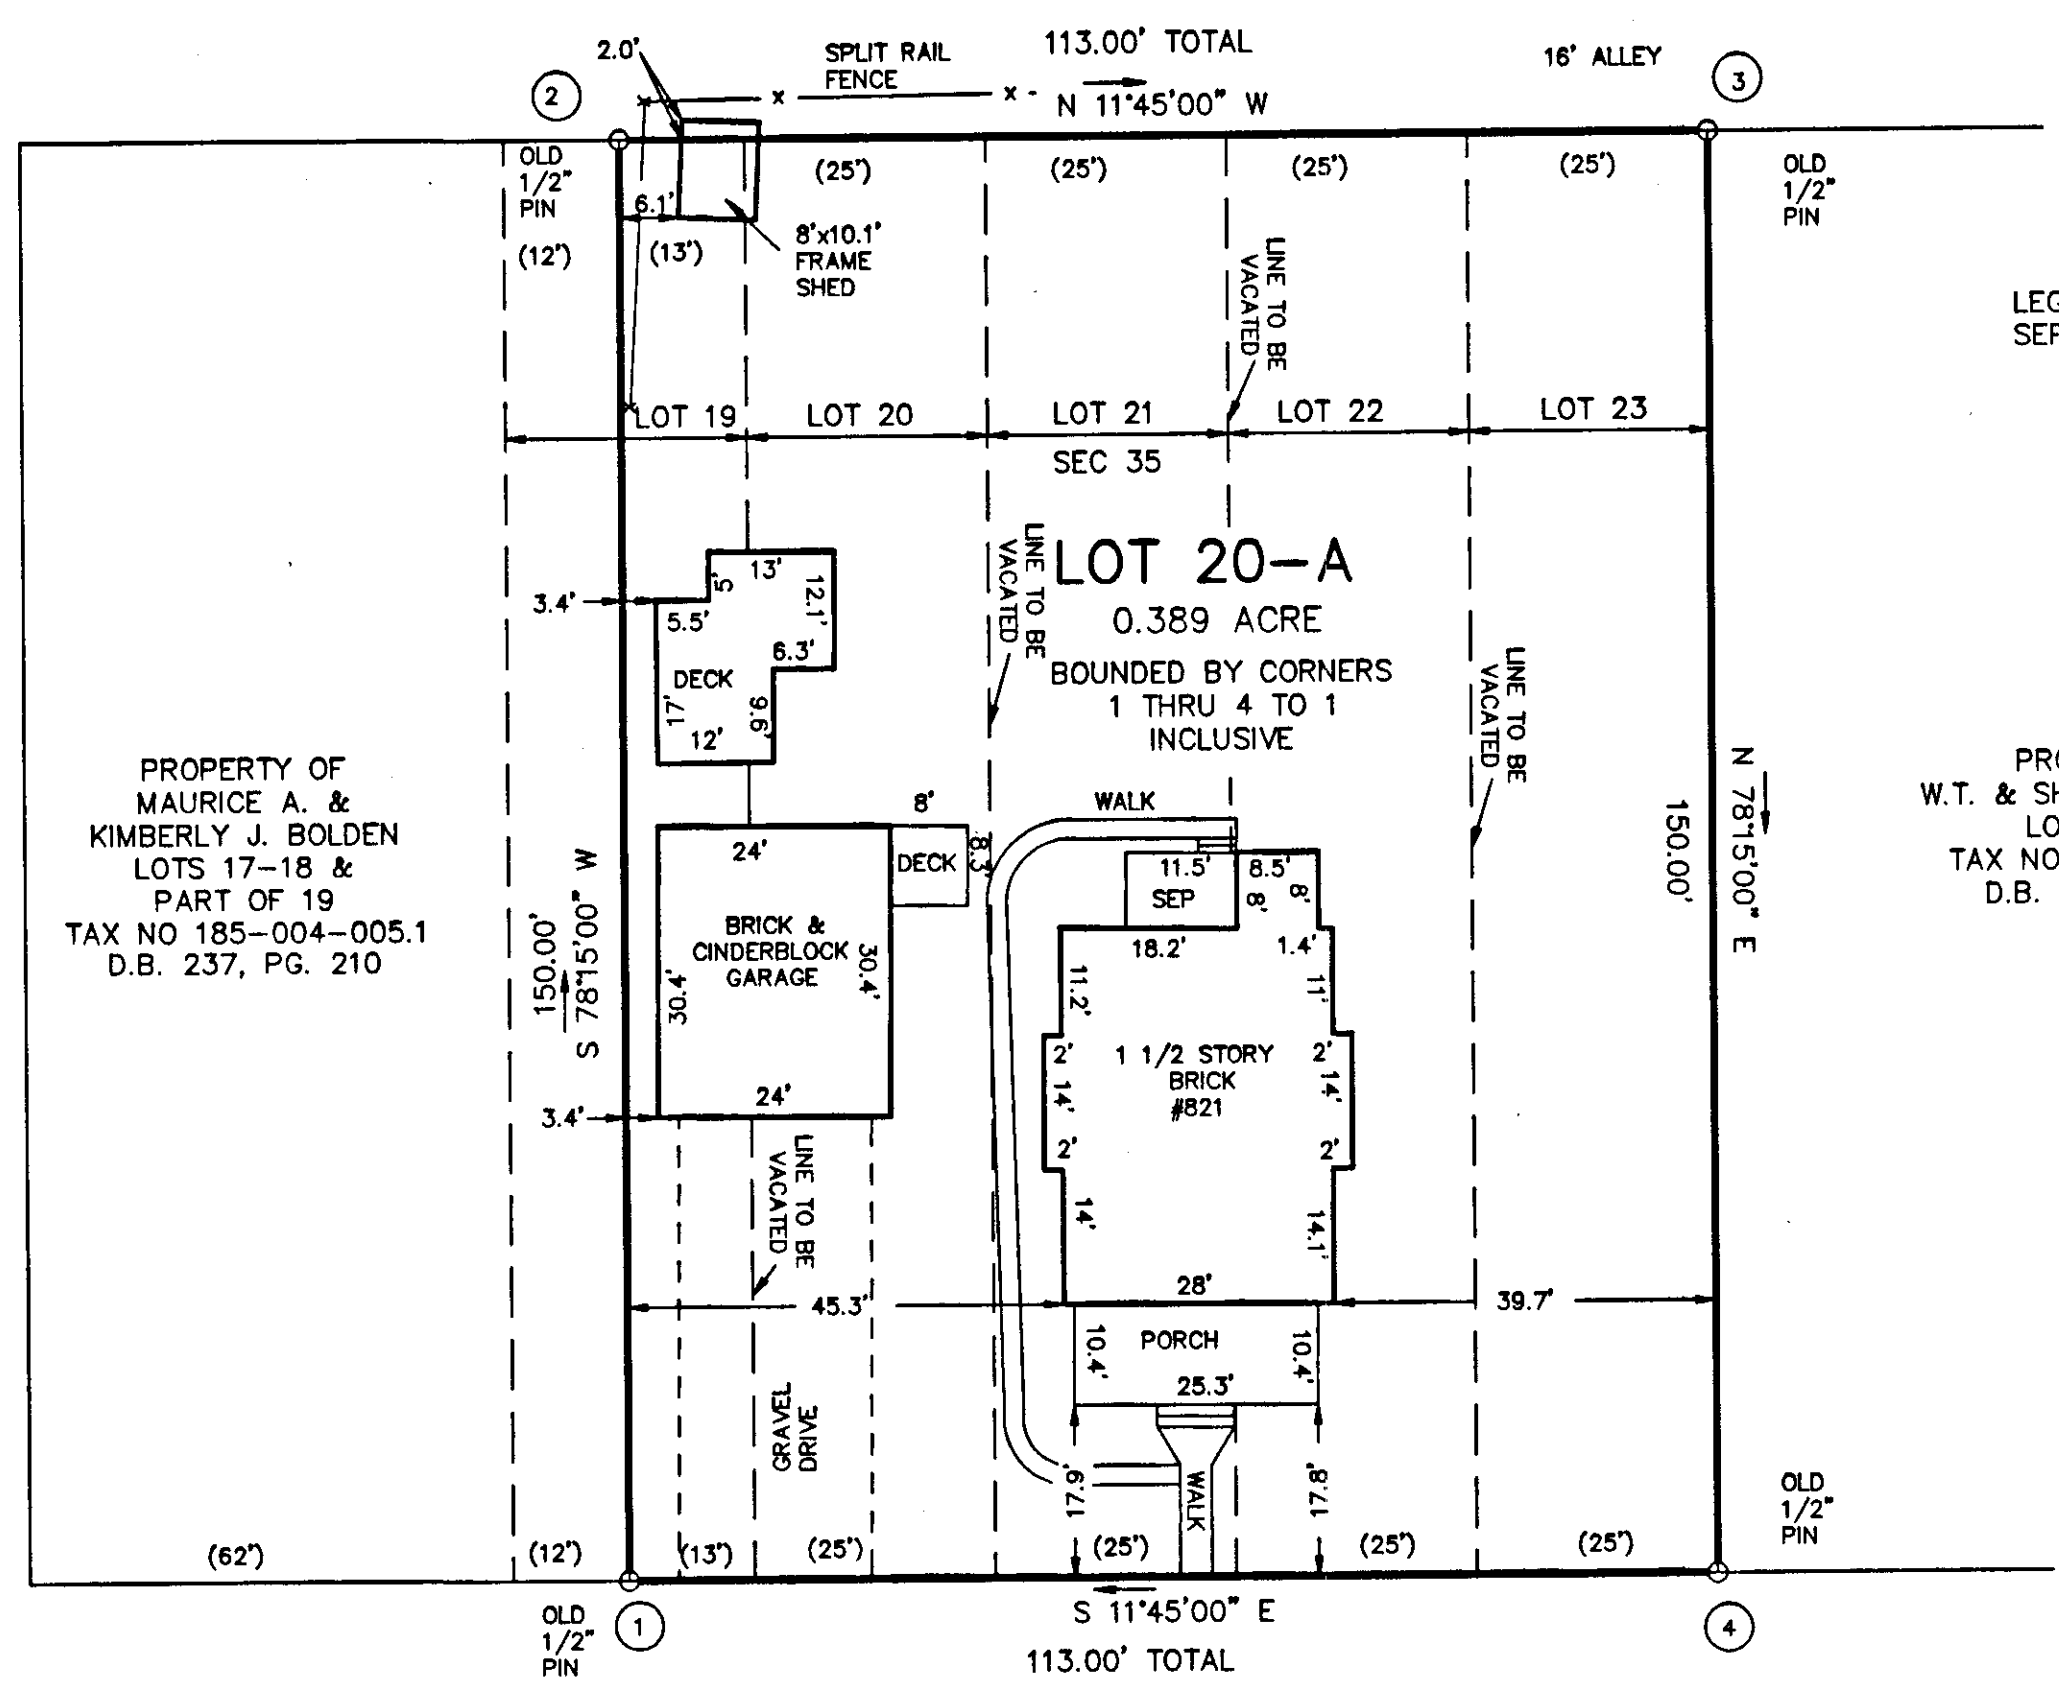 2.0'
SPLIT RAIL
FENCE
113.00' TOTAL
N 11°45'00" W
16' ALLEY
2
3
OLD
1/2"
PIN
(12')
6.1'
(13')
8'x10.1'
FRAME
SHED
(25')
(25')
(25')
(25')
OLD
1/2"
PIN
LINE TO BE
VACATED
LEG
SEP
LOT 19
LOT 20
LOT 21
LOT 22
LOT 23
SEC 35
LINE TO BE
VACATED
LOT 20-A
0.389 ACRE
BOUNDED BY CORNERS
1 THRU 4 TO 1
INCLUSIVE
LINE TO BE
VACATED
3.4'
13'
5'
12.1'
5.5'
6.3'
DECK
17'
9.6'
12'
PROPERTY OF
MAURICE A. &
KIMBERLY J. BOLDEN
LOTS 17-18 &
PART OF 19
TAX NO 185-004-005.1
D.B. 237, PG. 210
150.00'
S 78°15'00" W
24'
8'
DECK
8.3'
BRICK &
CINDERBLOCK
GARAGE
30.4'
30.4'
24'
3.4'
WALK
11.5'
8.5'
SEP
8'
8'
18.2'
1.4'
11.2'
11'
2'
1 1/2 STORY
BRICK
#821
2'
14'
14'
2'
2'
14'
14.1'
28'
150.00'
N 78°15'00" E
PRO
W.T. & SH
LO
TAX NO
D.B.
LINE TO BE
VACATED
45.3'
39.7'
PORCH
10.4'
10.4'
25.3'
GRAVEL
DRIVE
17.9'
WALK
17.8'
OLD
1/2"
PIN
(62')
(12')
(13')
(25')
(25')
(25')
(25')
S 11°45'00" E
113.00' TOTAL
OLD
1/2"
PIN
1
4